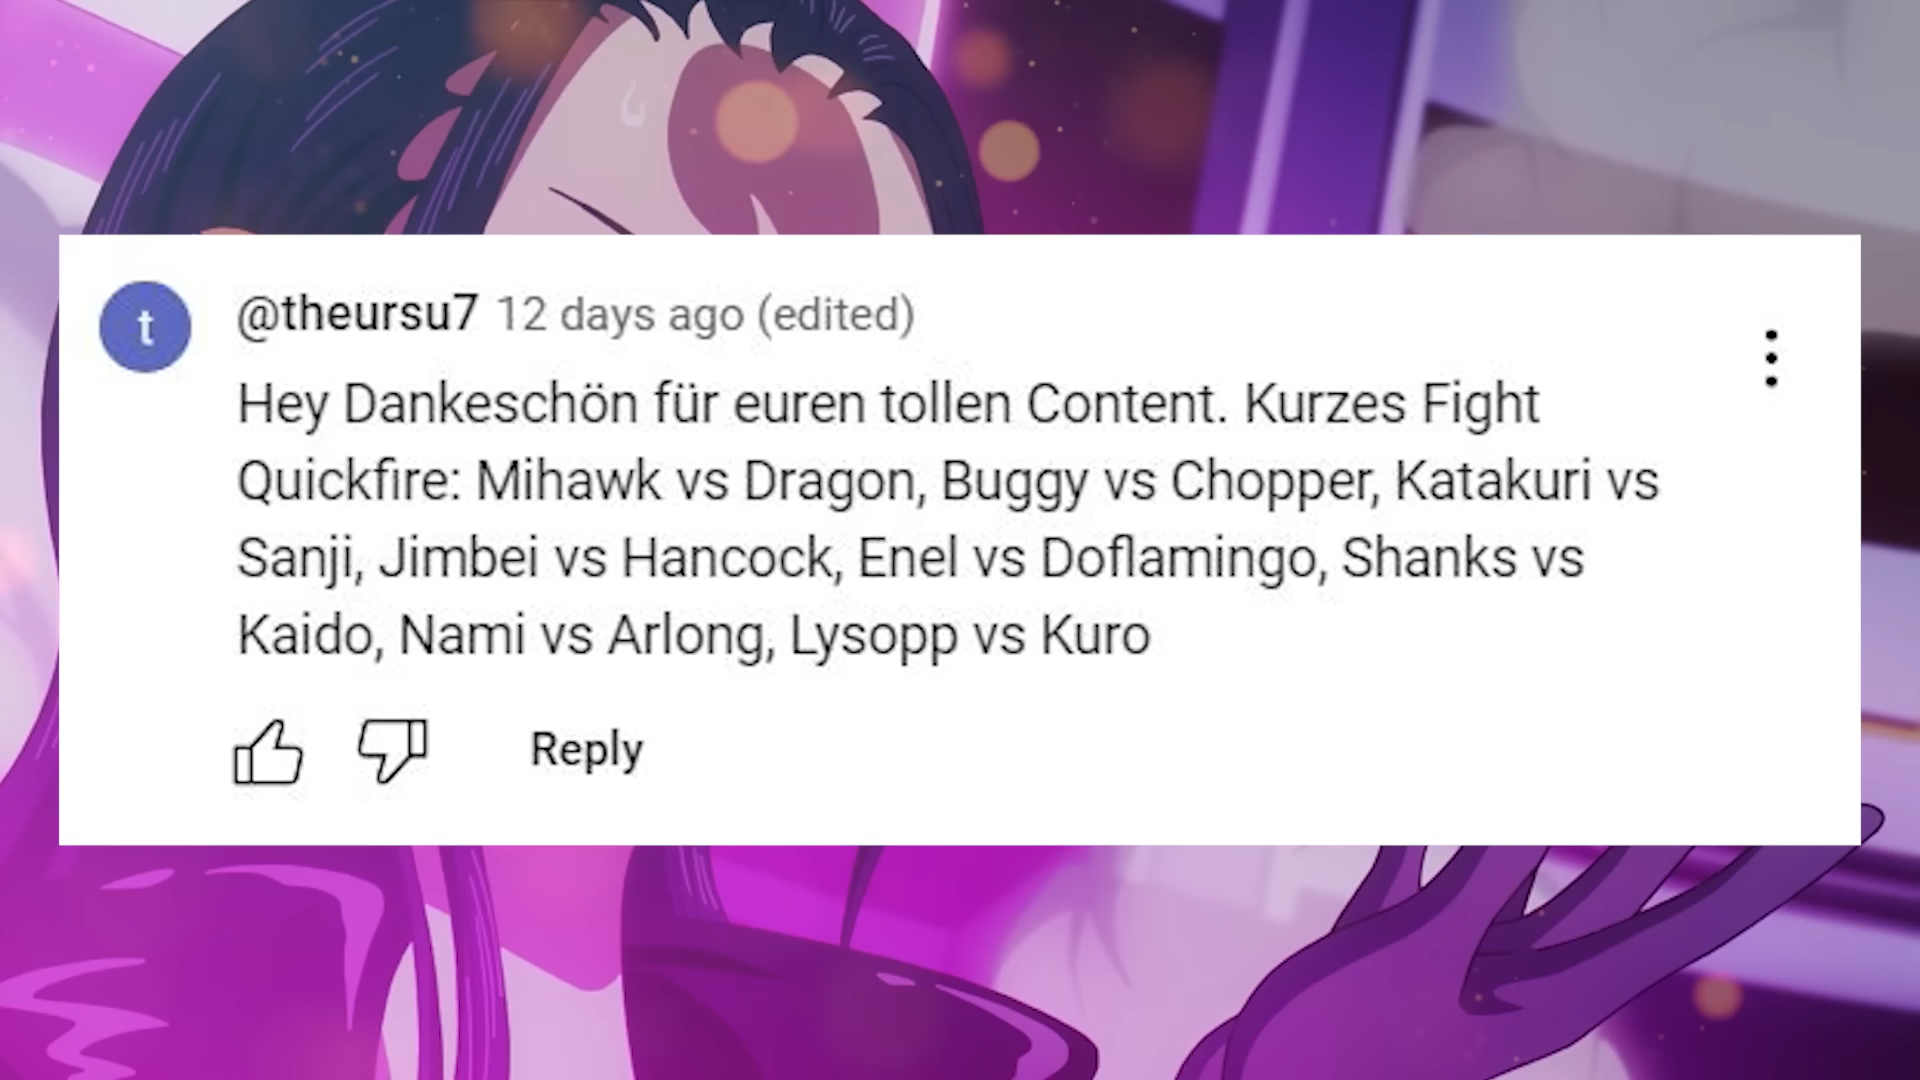 t
@theursu7 12 days ago (edited)
Hey Dankeschön für euren tollen Content. Kurzes Fight
Quickfire: Mihawk vs Dragon, Buggy vs Chopper, Katakuri vs
Sanji, Jimbei vs Hancock, Enel vs Doflamingo, Shanks vs
Kaido, Nami vs Arlong, Lysopp vs Kuro
Reply